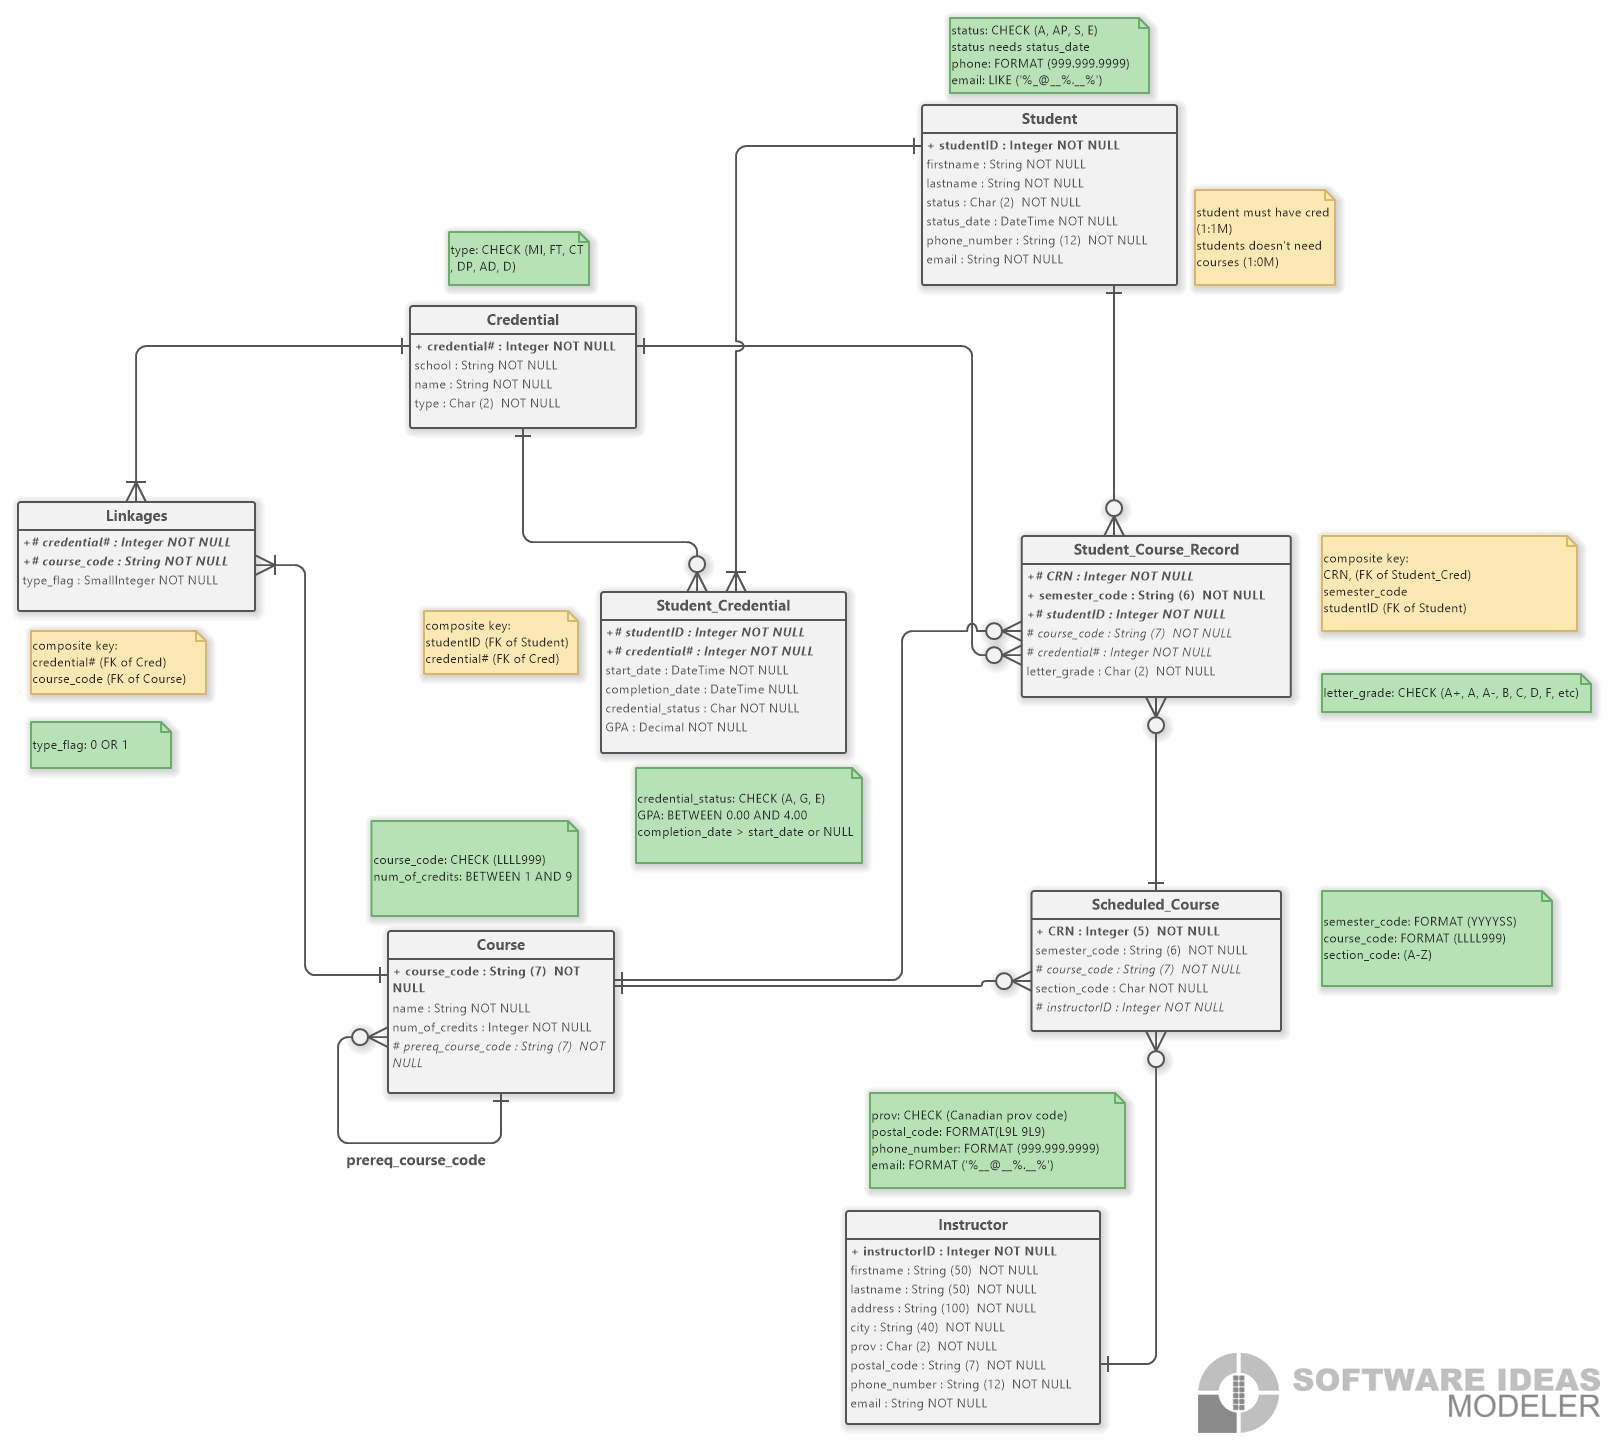 status: CHECK (A, AP, S, E)
status needs status_date
phone: FORMAT (999.999.9999)
email: LIKE ('%_@__%.__%')
Student
+ studentID : Integer NOT NULL
firstname : String NOT NULL
lastname : String NOT NULL
status : Char (2)  NOT NULL
status_date : DateTime NOT NULL
phone_number : String (12)  NOT NULL
email : String NOT NULL
student must have cred
(1:1M)
students doesn't need
courses (1:0M)
type: CHECK (MI, FT, CT
, DP, AD, D)
Credential
+ credential# : Integer NOT NULL
school : String NOT NULL
name : String NOT NULL
type : Char (2)  NOT NULL
Linkages
+# credential# : Integer NOT NULL
+# course_code : String NOT NULL
type_flag : SmallInteger NOT NULL
composite key:
credential# (FK of Cred)
course_code (FK of Course)
type_flag: 0 OR 1
composite key:
studentID (FK of Student)
credential# (FK of Cred)
Student_Credential
+# studentID : Integer NOT NULL
+# credential# : Integer NOT NULL
start_date : DateTime NOT NULL
completion_date : DateTime NULL
credential_status : Char NOT NULL
GPA : Decimal NOT NULL
credential_status: CHECK (A, G, E)
GPA: BETWEEN 0.00 AND 4.00
completion_date > start_date or NULL
Student_Course_Record
+# CRN : Integer NOT NULL
+ semester_code : String (6)  NOT NULL
+# studentID : Integer NOT NULL
# course_code : String (7)  NOT NULL
# credential# : Integer NOT NULL
letter_grade : Char (2)  NOT NULL
composite key:
CRN, (FK of Student_Cred)
semester_code
studentID (FK of Student)
letter_grade: CHECK (A+, A, A-, B, C, D, F, etc)
course_code: CHECK (LLLL999)
num_of_credits: BETWEEN 1 AND 9
Course
+ course_code : String (7)  NOT
NULL
name : String NOT NULL
num_of_credits : Integer NOT NULL
# prereq_course_code : String (7)  NOT
NULL
prereq_course_code
Scheduled_Course
+ CRN : Integer (5)  NOT NULL
semester_code : String (6)  NOT NULL
# course_code : String (7)  NOT NULL
section_code : Char NOT NULL
# instructorID : Integer NOT NULL
semester_code: FORMAT (YYYYSS)
course_code: FORMAT (LLLL999)
section_code: (A-Z)
prov: CHECK (Canadian prov code)
postal_code: FORMAT(L9L 9L9)
phone_number: FORMAT (999.999.9999)
email: FORMAT ('%__@__%.__%')
Instructor
+ instructorID : Integer NOT NULL
firstname : String (50)  NOT NULL
lastname : String (50)  NOT NULL
address : String (100)  NOT NULL
city : String (40)  NOT NULL
prov : Char (2)  NOT NULL
postal_code : String (7)  NOT NULL
phone_number : String (12)  NOT NULL
email : String NOT NULL
SOFTWARE IDEAS
MODELER